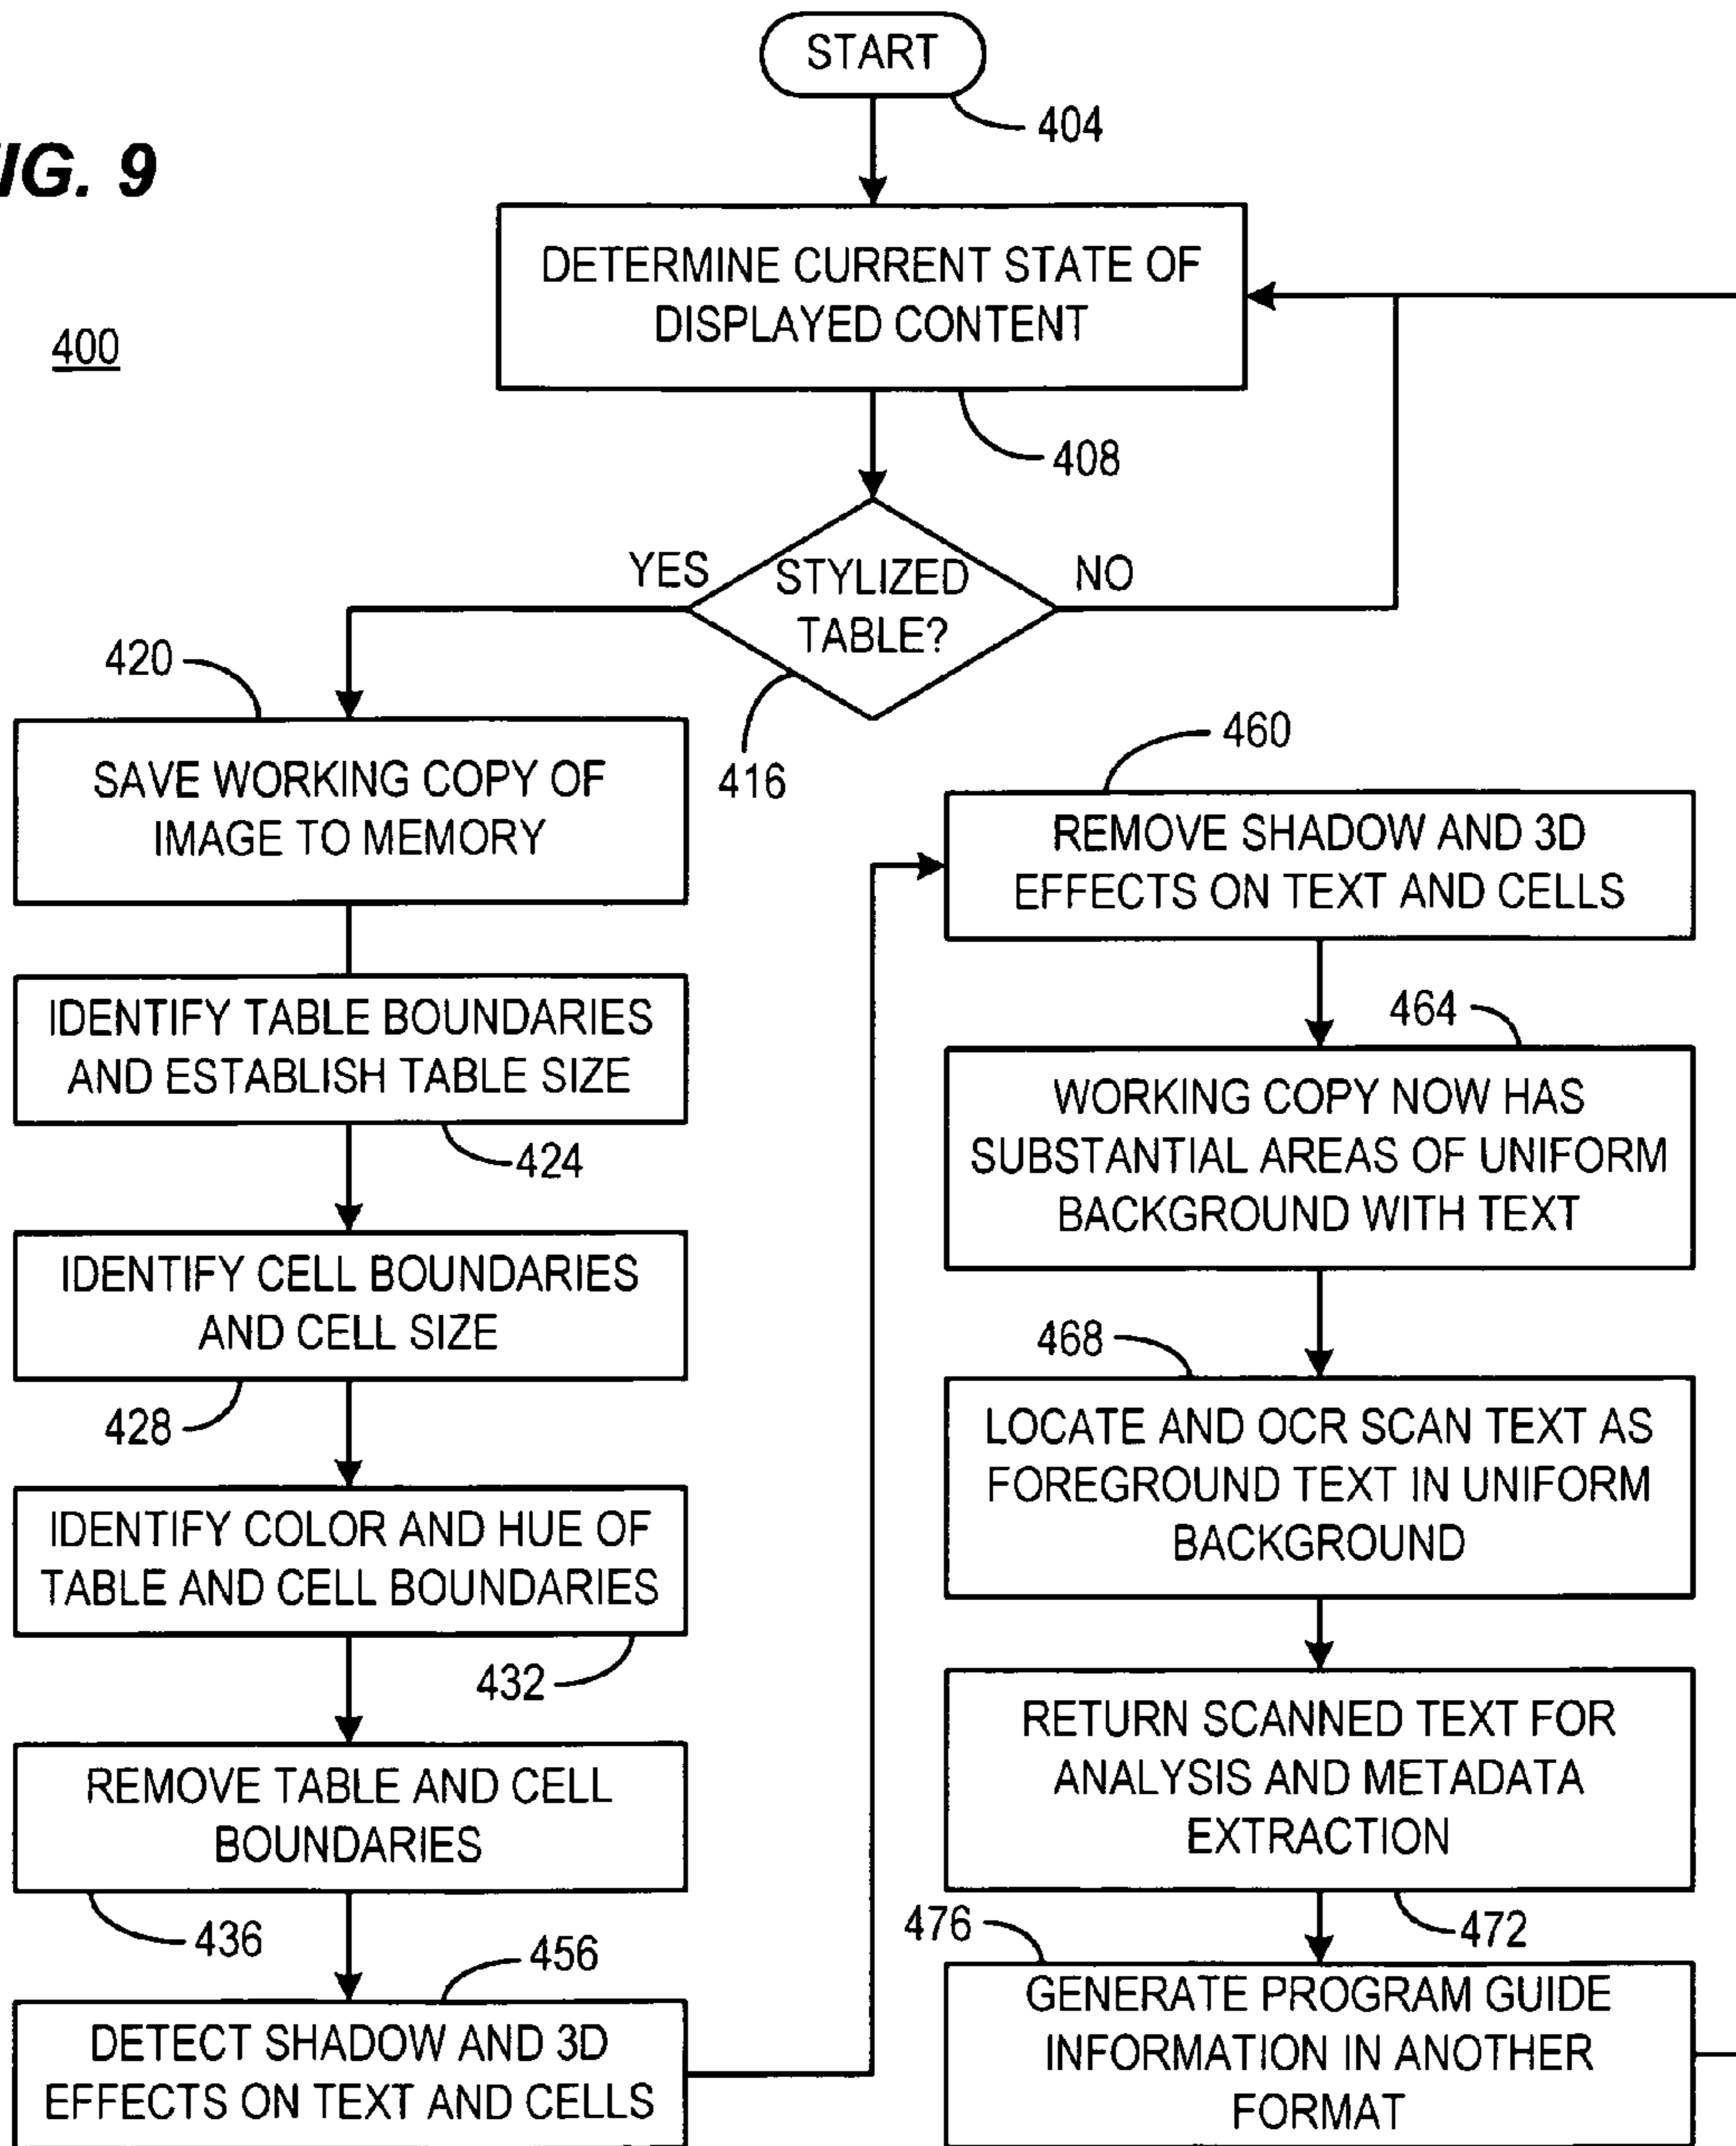 START
404
IG. 9
400
DETERMINE CURRENT STATE OF
DISPLAYED CONTENT
408
YES
STYLIZED
TABLE?
NO
416
420
SAVE WORKING COPY OF
IMAGE TO MEMORY
IDENTIFY TABLE BOUNDARIES
AND ESTABLISH TABLE SIZE
424
IDENTIFY CELL BOUNDARIES
AND CELL SIZE
428
IDENTIFY COLOR AND HUE OF
TABLE AND CELL BOUNDARIES
432
REMOVE TABLE AND CELL
BOUNDARIES
436
456
DETECT SHADOW AND 3D
EFFECTS ON TEXT AND CELLS
460
REMOVE SHADOW AND 3D
EFFECTS ON TEXT AND CELLS
464
WORKING COPY NOW HAS
SUBSTANTIAL AREAS OF UNIFORM
BACKGROUND WITH TEXT
468
LOCATE AND OCR SCAN TEXT AS
FOREGROUND TEXT IN UNIFORM
BACKGROUND
RETURN SCANNED TEXT FOR
ANALYSIS AND METADATA
EXTRACTION
472
476
GENERATE PROGRAM GUIDE
INFORMATION IN ANOTHER
FORMAT